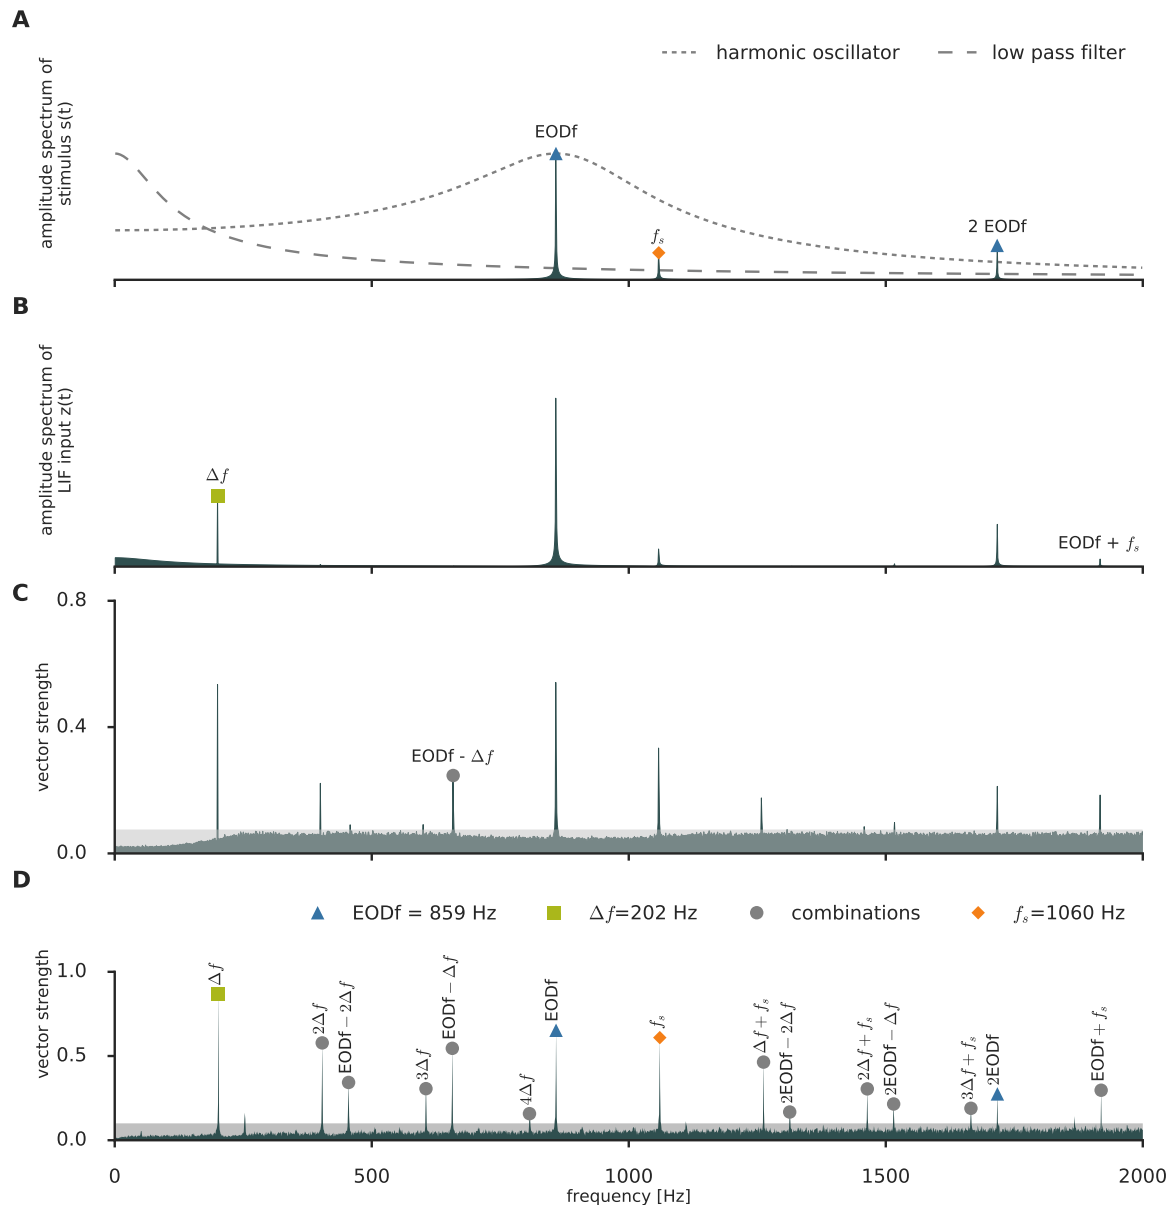 A
amplitude spectrum of
stimulus s(t)
harmonic oscillator
low pass filter
EODf
fₛ
2 EODf
B
amplitude spectrum of
LIF input z(t)
Δf
EODf + fₛ
C
vector strength
0.8
0.4
0.0
EODf - Δf
D
EODf = 859 Hz
Δf=202 Hz
combinations
fₛ=1060 Hz
vector strength
1.0
0.5
0.0
Δf
2Δf
EODf − 2Δf
3Δf
EODf − Δf
4Δf
EODf
fₛ
Δf + fₛ
2EODf − 2Δf
2Δf + fₛ
2EODf − Δf
3Δf + fₛ
2EODf
EODf + fₛ
0
500
1000
1500
2000
frequency [Hz]